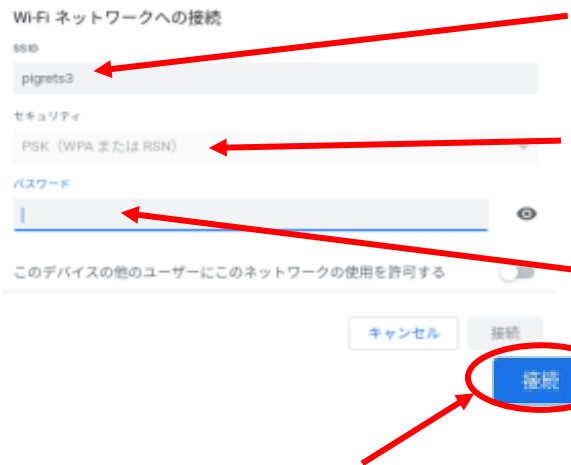 Wi-Fi ネットワークへの接続
SSID
pigrets3
セキュリティ
PSK（WPA または RSN）
パスワード
このデバイスの他のユーザーにこのネットワークの使用を許可する
キャンセル
接続
接続